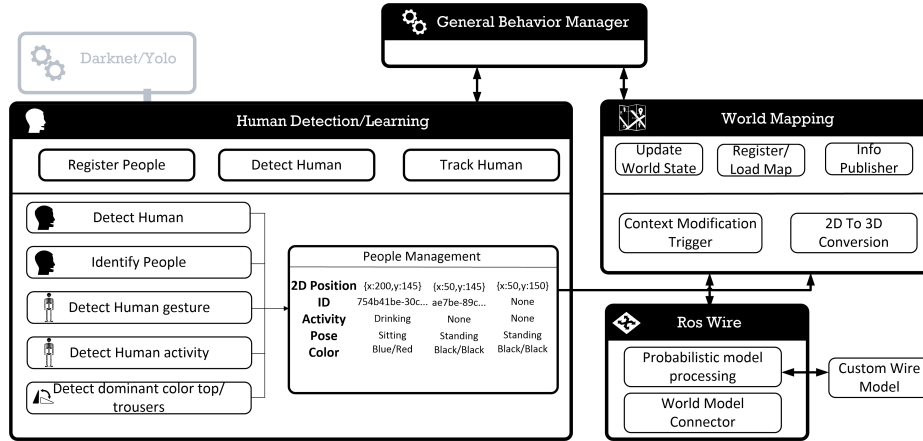 General Behavior Manager
Darknet/Yolo
Human Detection/Learning
Register People
Detect Human
Track Human
Detect Human
Identify People
Detect Human gesture
Detect Human activity
Detect dominant color top/
trousers
People Management
2D Position {x:200,y:145} {x:50,y:145} {x:50,y:150}
ID 754b41be-30c... ae7be-89c... None
Activity Drinking None None
Pose Sitting Standing Standing
Color Blue/Red Black/Black Black/Black
World Mapping
Update
World State
Register/
Load Map
Info
Publisher
Context Modification
Trigger
2D To 3D
Conversion
Ros Wire
Probabilistic model
processing
World Model
Connector
Custom Wire
Model